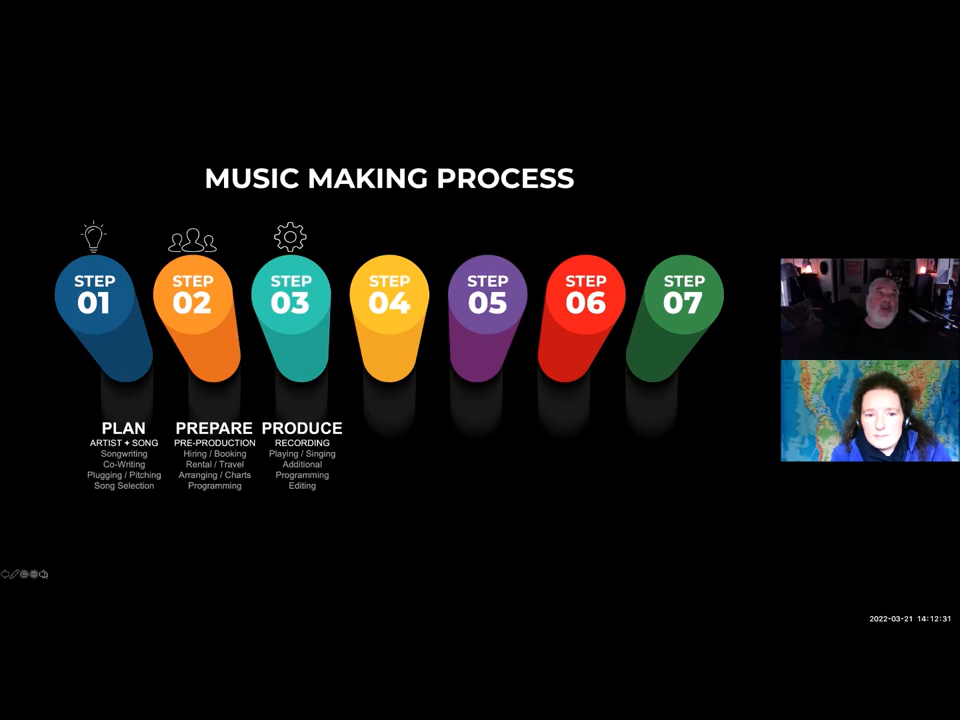 MUSIC MAKING PROCESS
STEP
01
STEP
02
STEP
03
STEP
04
STEP
05
STEP
06
STEP
07
PLAN
ARTIST + SONG
Songwriting
Co-Writing
Plugging / Pitching
Song Selection
PREPARE
PRE-PRODUCTION
Hiring / Booking
Rental / Travel
Arranging / Charts
Programming
PRODUCE
RECORDING
Playing / Singing
Additional
Programming
Editing
2022-03-21 14:12:31